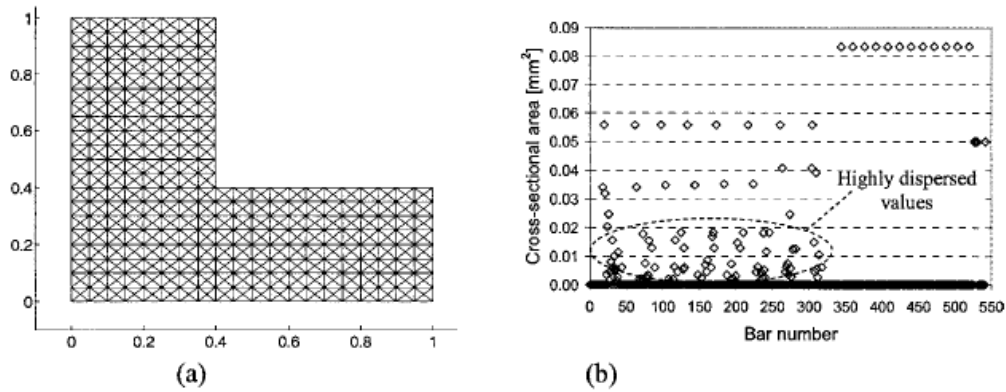 1
0.8
0.6
0.4
0.2
0
0 0.2 0.4 0.6 0.8 1
(a)
0.09
0.08
0.07
0.06
0.05
0.04
0.03
0.02
0.01
0.00
Cross-sectional area [mm²]
Highly dispersed
values
0 50 100 150 200 250 300 350 400 450 500 550
Bar number
(b)